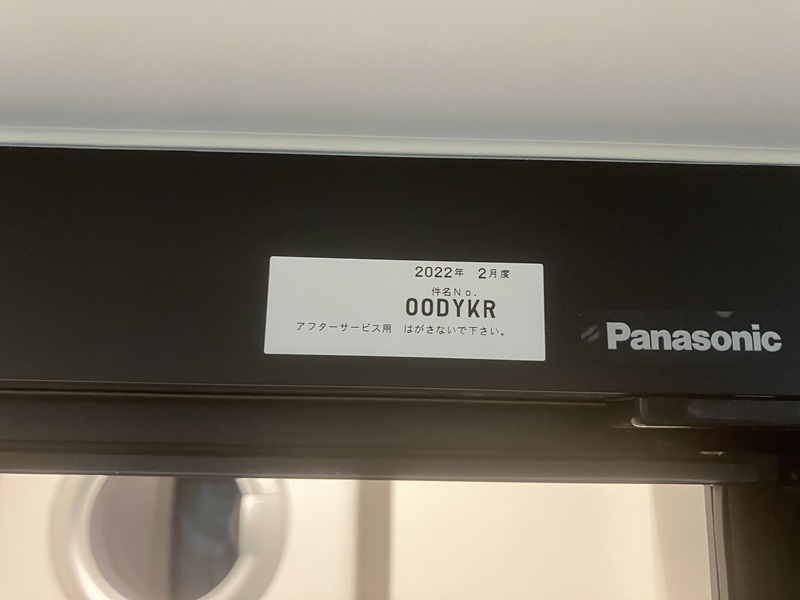 2022年 2月度
件名No.
00DYKR
アフターサービス用 はがさないで下さい。
Panasonic